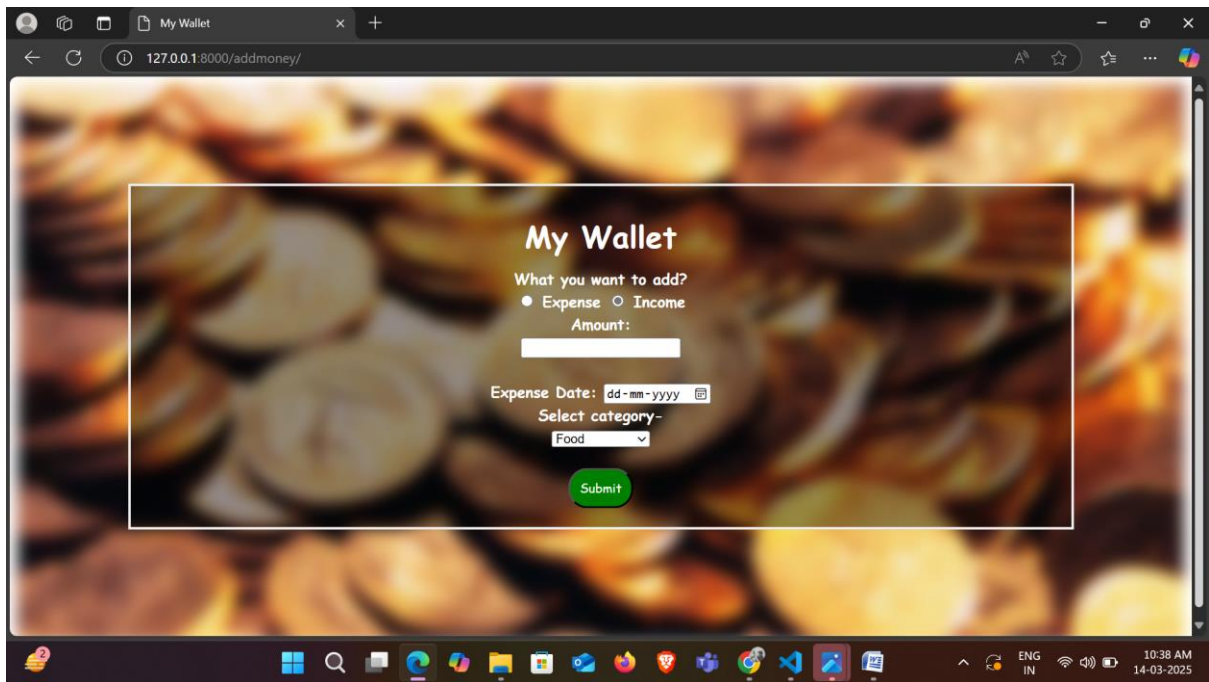 My Wallet
127.0.0.1:8000/addmoney/
My Wallet
What you want to add?
Expense Income
Amount:
Expense Date: dd-mm-yyyy
Select category-
Food
Submit
2
ENG
IN
10:38 AM
14-03-2025